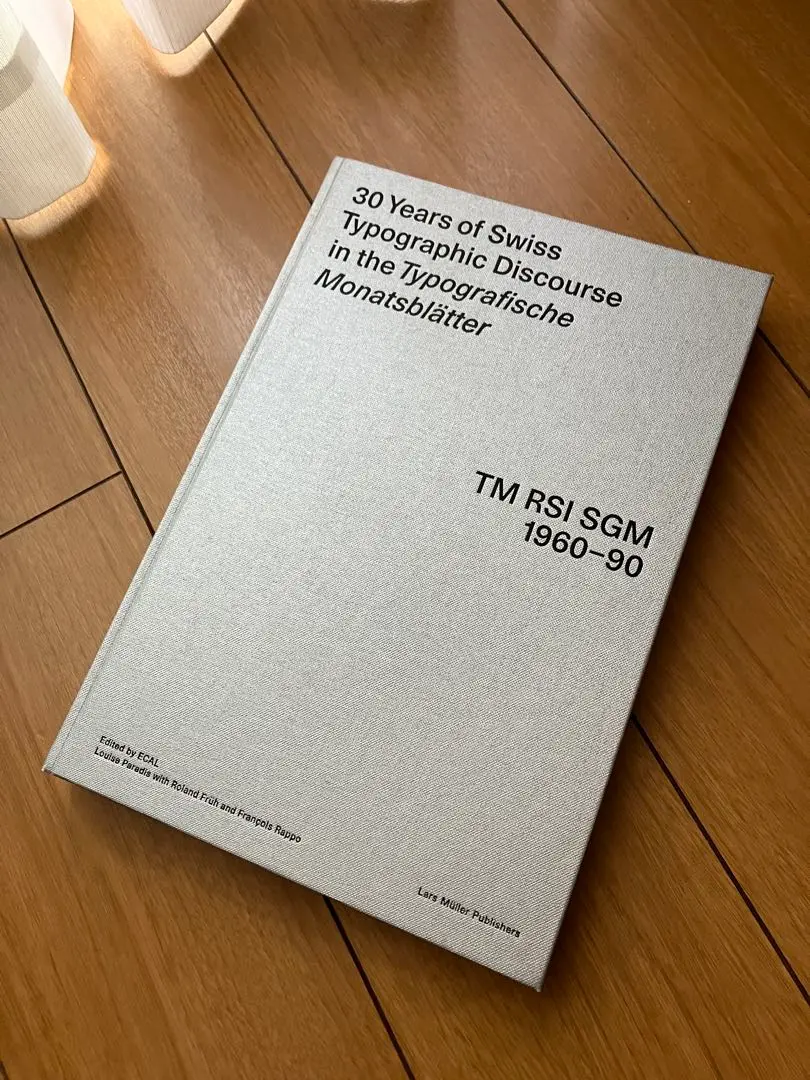 30 Years of Swiss
Typographic Discourse
in the Typografische
Monatsblätter
TM RSI SGM
1960–90
Edited by ECAL
Louise Paradis with Roland Früh and François Rappo
Lars Müller Publishers